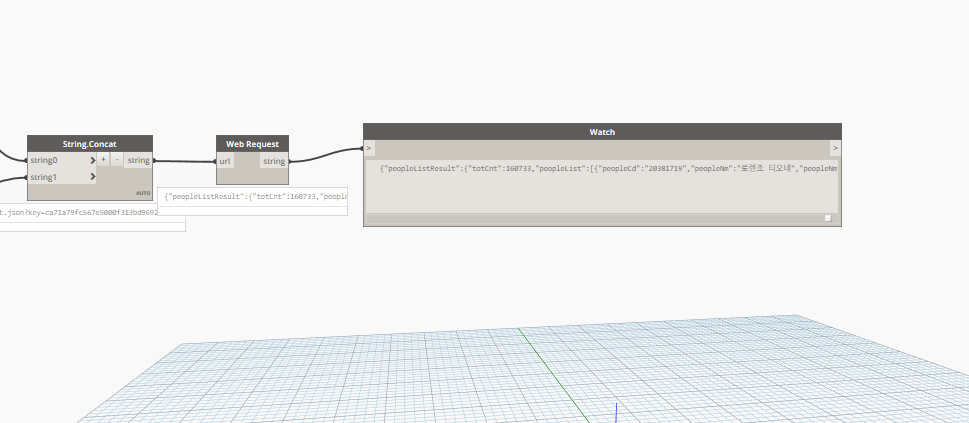 Watch
String.Concat
Web Request
string0
+
-
string
url
string
>
>
string1
{"peopleListResult":{"totCnt":160733,"peopleList":[{"peopleCd":"20381719","peopleNm":"로렌조 티오네","peopleNm
AUTO
{"peopleListResult":{"totCnt":160733,"people
t.json?key=ca71a79fc567e5000f313bd9692